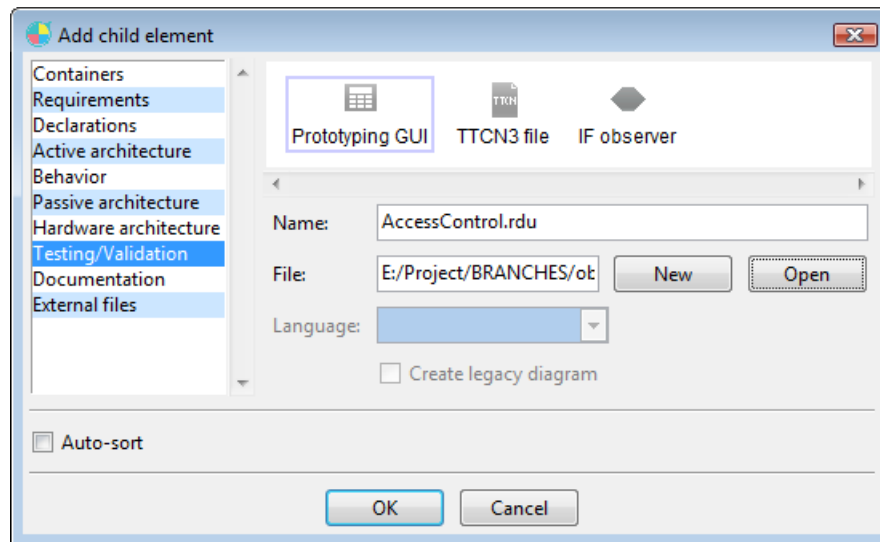 Add child element
Containers
Requirements
Declarations
Active architecture
Behavior
Passive architecture
Hardware architecture
Testing/Validation
Documentation
External files
TTCN
Prototyping GUI TTCN3 file IF observer
Name: AccessControl.rdu
File: E:/Project/BRANCHES/ob New Open
Language:
Create legacy diagram
Auto-sort
OK Cancel